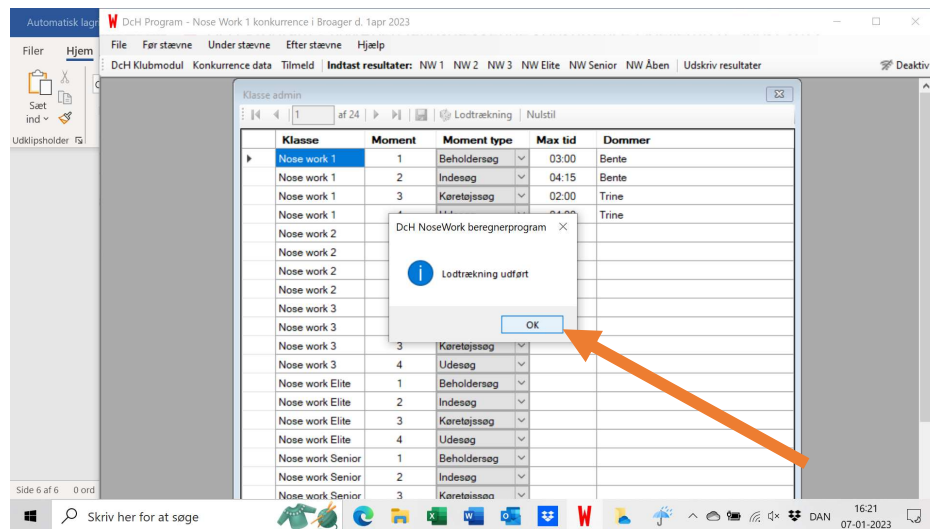 Automatisk lagr
DcH Program - Nose Work 1 konkurrence i Broager d. 1apr 2023
Filer Hjem
File Før stævne Under stævne Efter stævne Hjælp
DcH Klubmodul Konkurrence data Tilmeld Indtast resultater: NW 1 NW 2 NW 3 NW Elite NW Senior NW Åben Udskriv resultater
Deaktiv
Sæt
ind
Udklipsholder
Klasse admin
1 af 24 Lodtrækning Nulstil
Klasse Moment Moment type Max tid Dommer
Nose work 1 1 Beholdersøg 03:00 Bente
Nose work 1 2 Indesøg 04:15 Bente
Nose work 1 3 Køretøjssøg 02:00 Trine
Nose work 1 Trine
Nose work 2
Nose work 2
Nose work 2
Nose work 2
Nose work 3
Nose work 3
Nose work 3 3 Køretøjssøg
Nose work 3 4 Udesøg
Nose work Elite 1 Beholdersøg
Nose work Elite 2 Indesøg
Nose work Elite 3 Køretøjssøg
Nose work Elite 4 Udesøg
Nose work Senior 1 Beholdersøg
Nose work Senior 2 Indesøg
Nose work Senior 3 Køretøjssøg
DcH NoseWork beregnerprogram
Lodtrækning udført
OK
Side 6 af 6 0 ord
Skriv her for at søge
DAN
16:21
07-01-2023